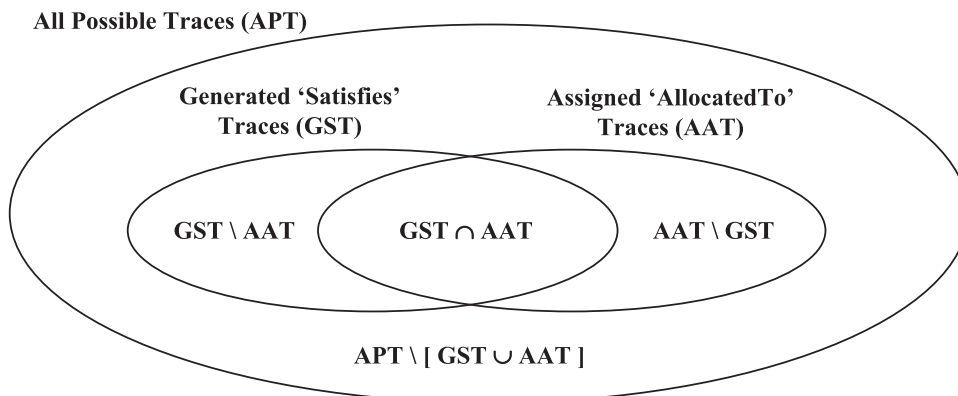 All Possible Traces (APT)
Generated ‘Satisfies’
Traces (GST)
Assigned ‘AllocatedTo’
Traces (AAT)
GST \ AAT
GST ∩ AAT
AAT \ GST
APT \ [ GST ∪ AAT ]